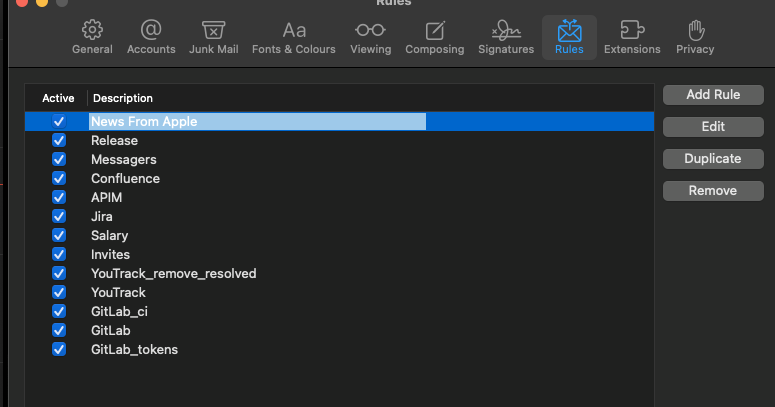 Rules
General Accounts Junk Mail Fonts & Colours Viewing Composing Signatures Rules Extensions Privacy
Active Description
News From Apple
Release
Messagers
Confluence
APIM
Jira
Salary
Invites
YouTrack_remove_resolved
YouTrack
GitLab_ci
GitLab
GitLab_tokens
Add Rule
Edit
Duplicate
Remove